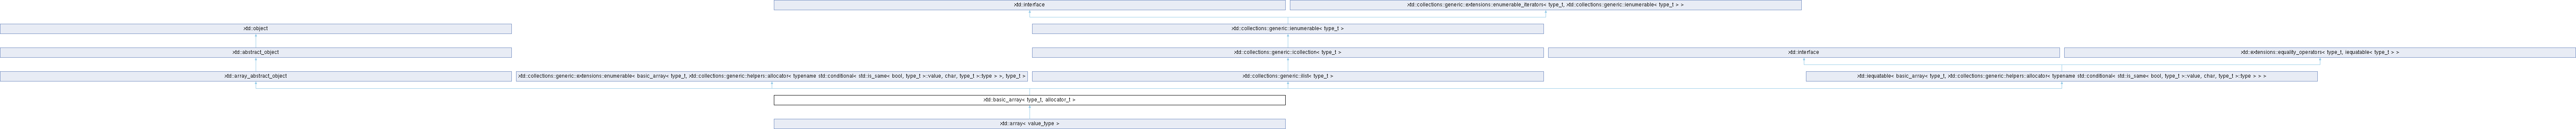 xtd::interface
xtd::collections::generic::extensions::enumerable_iterators< type_t, xtd::collections::generic::ienumerable< type_t > >
xtd::object
xtd::collections::generic::ienumerable< type_t >
xtd::abstract_object
xtd::collections::generic::icollection< type_t >
xtd::interface
xtd::extensions::equality_operators< type_t, iequatable< type_t > >
xtd::array_abstract_object
xtd::collections::generic::extensions::enumerable< basic_array< type_t, xtd::collections::generic::helpers::allocator< typename std::conditional< std::is_same< bool, type_t >::value, char, type_t >::type > >, type_t >
xtd::collections::generic::ilist< type_t >
xtd::iequatable< basic_array< type_t, xtd::collections::generic::helpers::allocator< typename std::conditional< std::is_same< bool, type_t >::value, char, type_t >::type > > >
xtd::basic_array< type_t, allocator_t >
xtd::array< value_type >